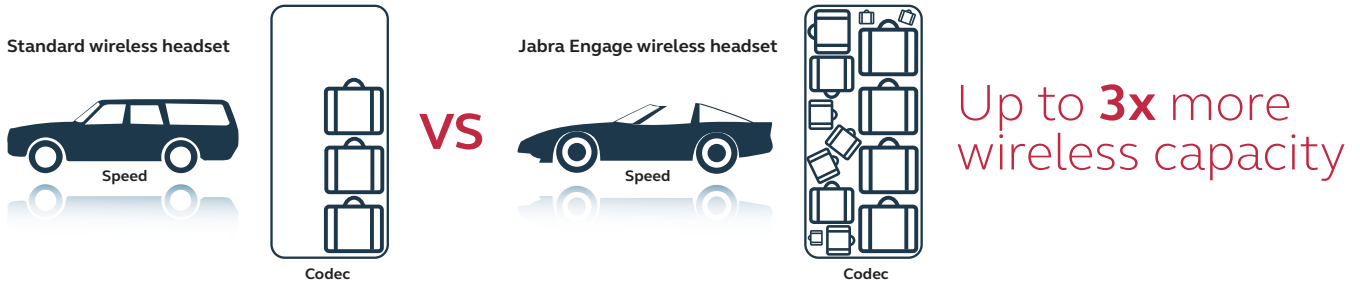 Standard wireless headset
Speed
Codec
VS
Jabra Engage wireless headset
Speed
Codec
Up to 3x more
wireless capacity